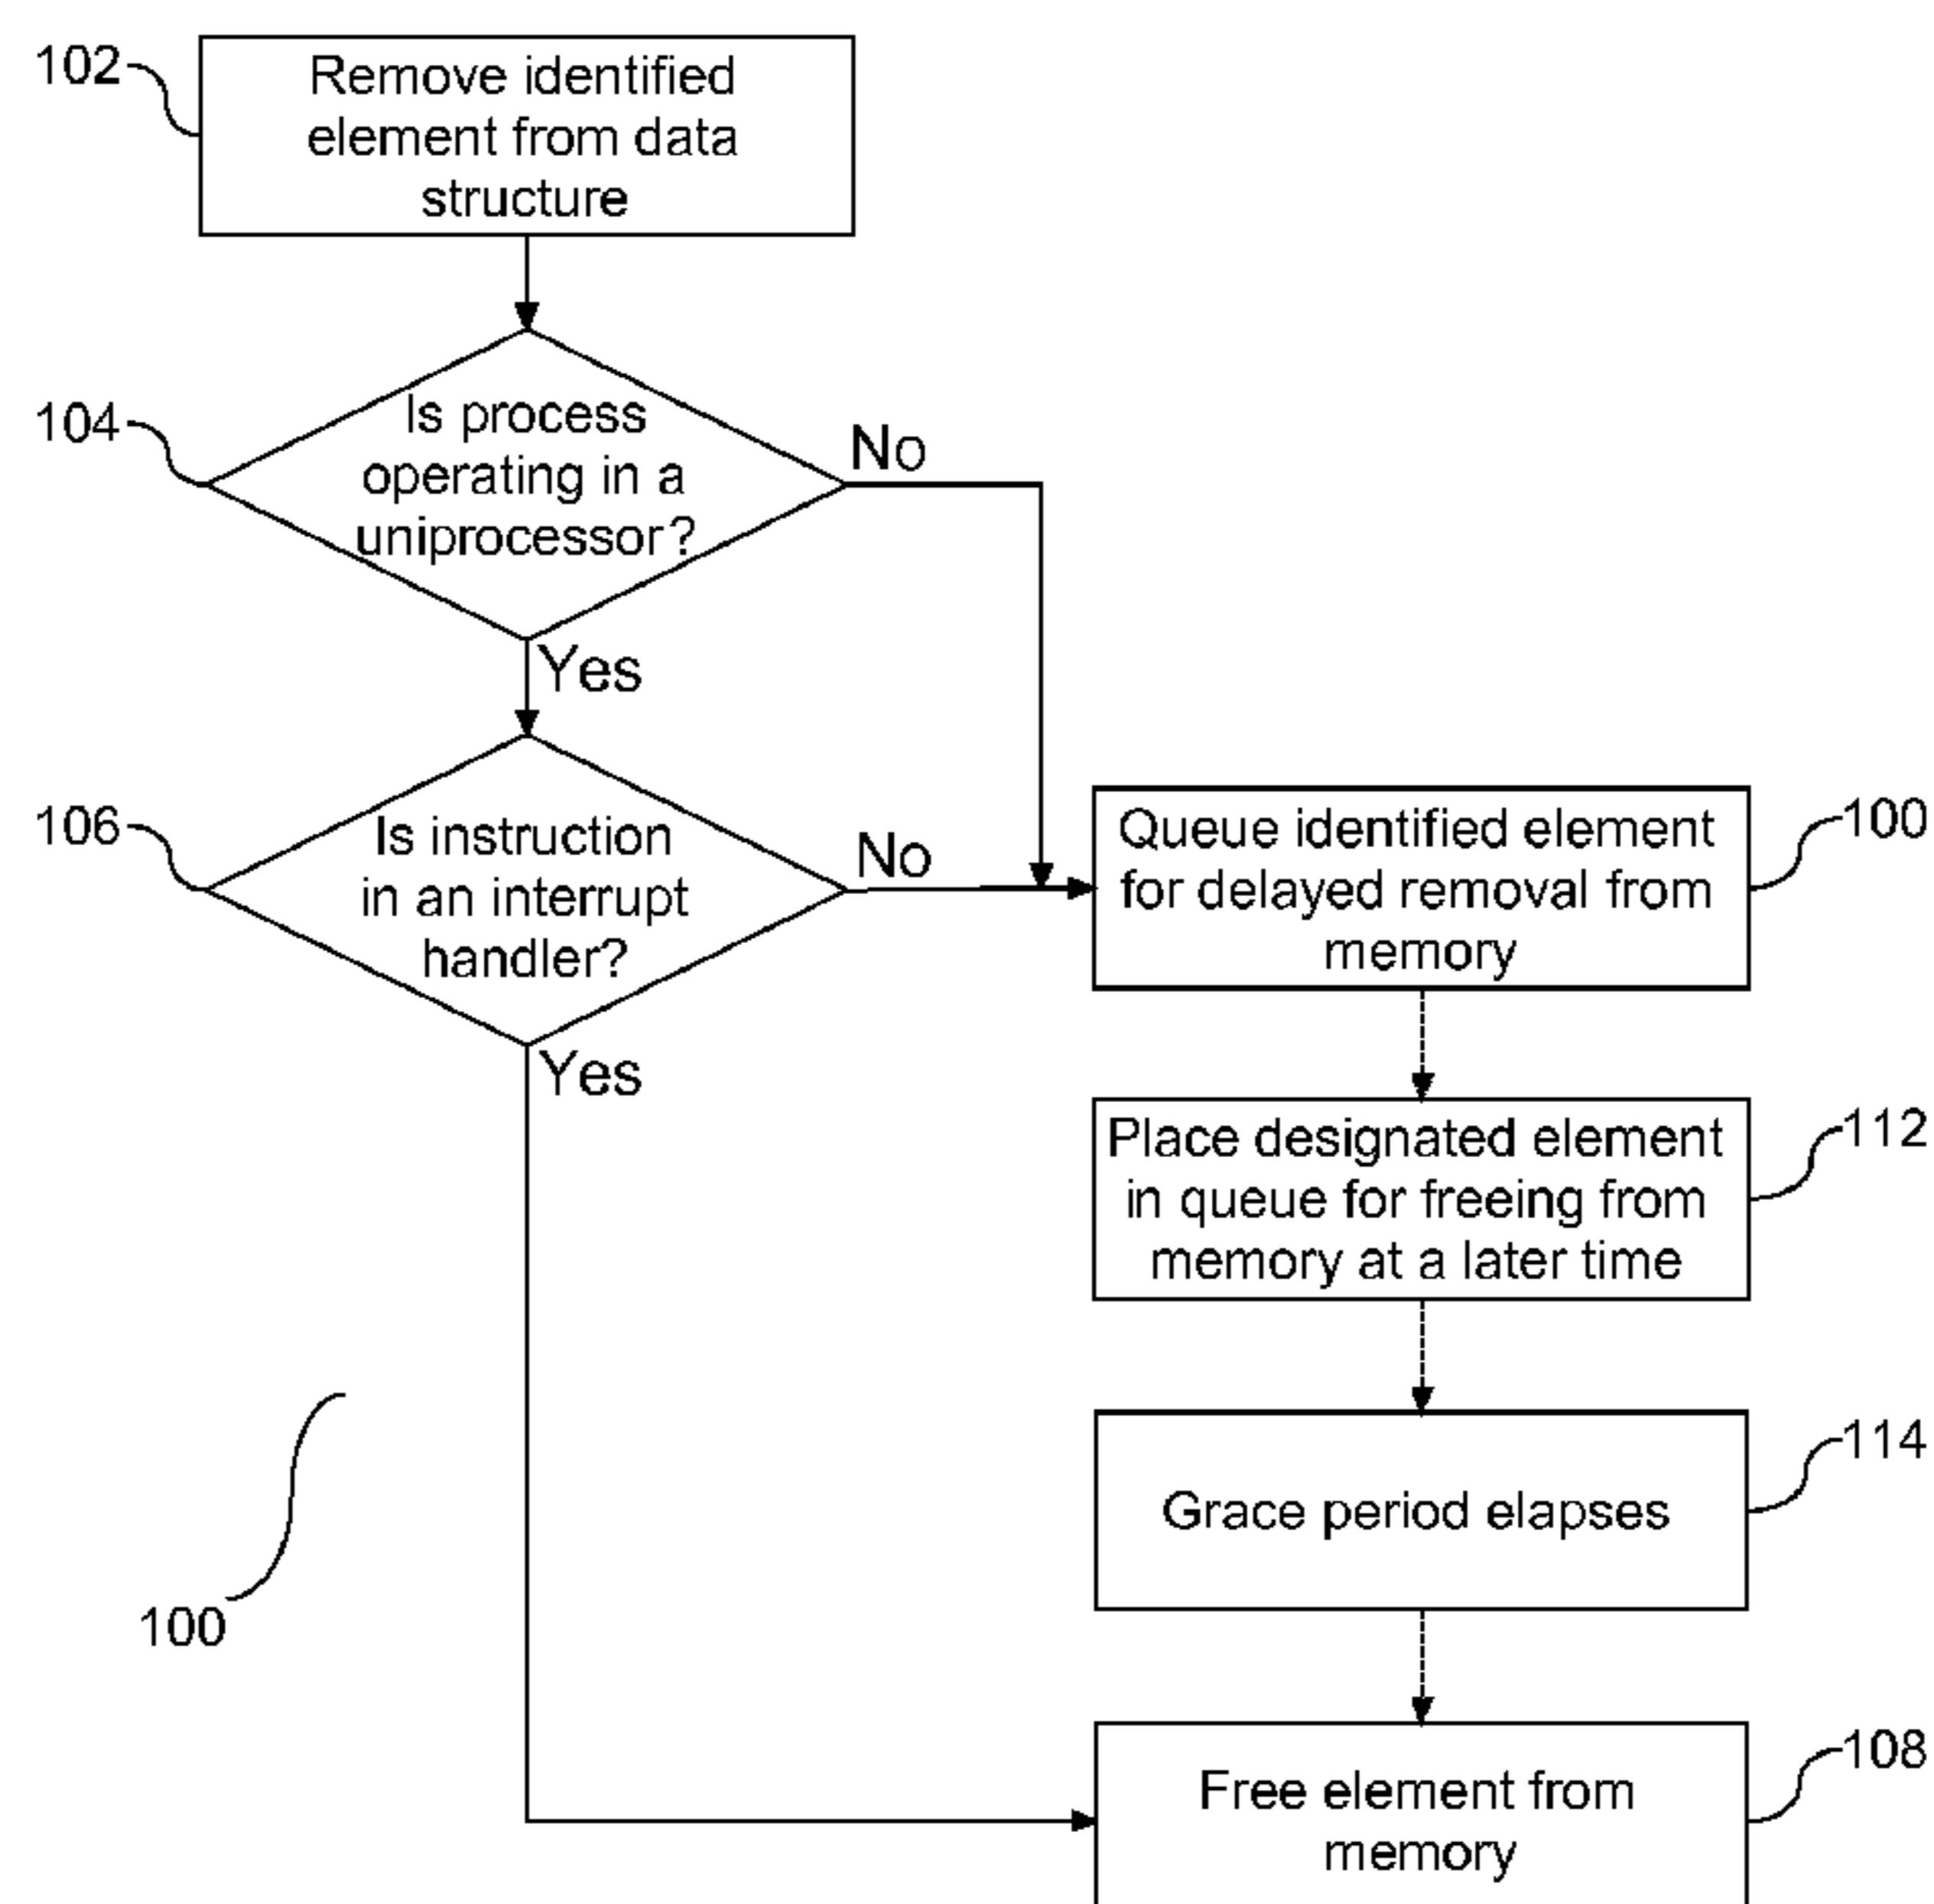 102
Remove identified
element from data
structure
104
Is process
operating in a
uniprocessor?
No
Yes
106
Is instruction
in an interrupt
handler?
No
Yes
100
Queue identified element
for delayed removal from
memory
112
Place designated element
in queue for freeing from
memory at a later time
114
Grace period elapses
100
108
Free element from
memory